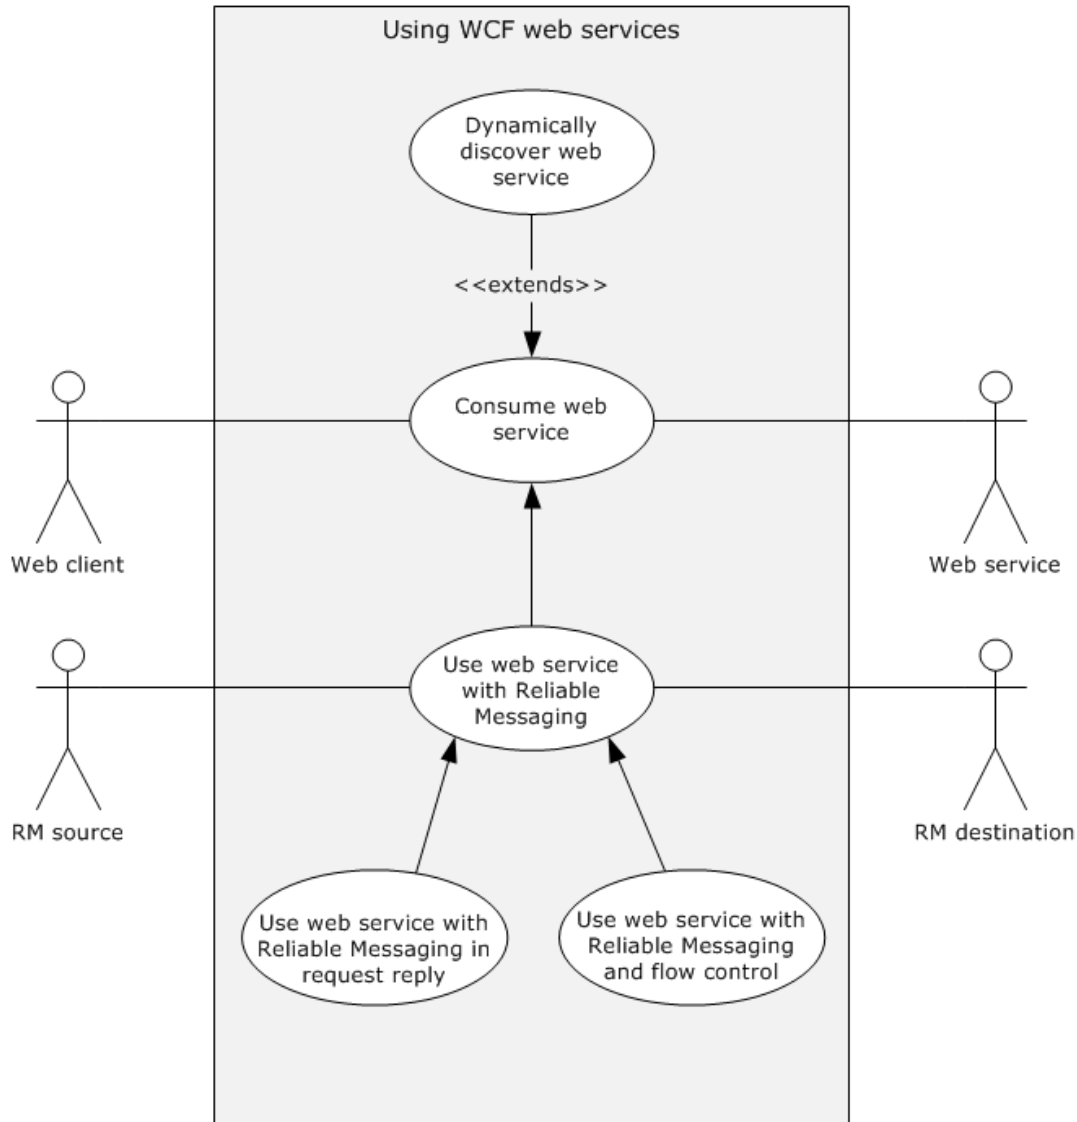 Using WCF web services
Dynamically
discover web
service
<<extends>>
Consume web
service
Web client
Web service
Use web service
with Reliable
Messaging
RM source
RM destination
Use web service with
Reliable Messaging in
request reply
Use web service with
Reliable Messaging
and flow control